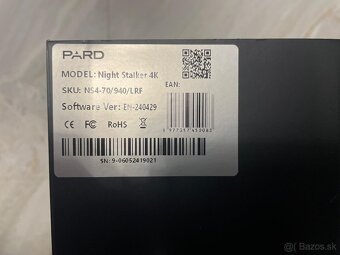 PARD
MODEL: Night Stalker 4K
SKU: NS4-70/940/LRF
EAN:
Software Ver: EN-240429
CE FC RoHS
SN: 9-06052419021
Bazos.sk